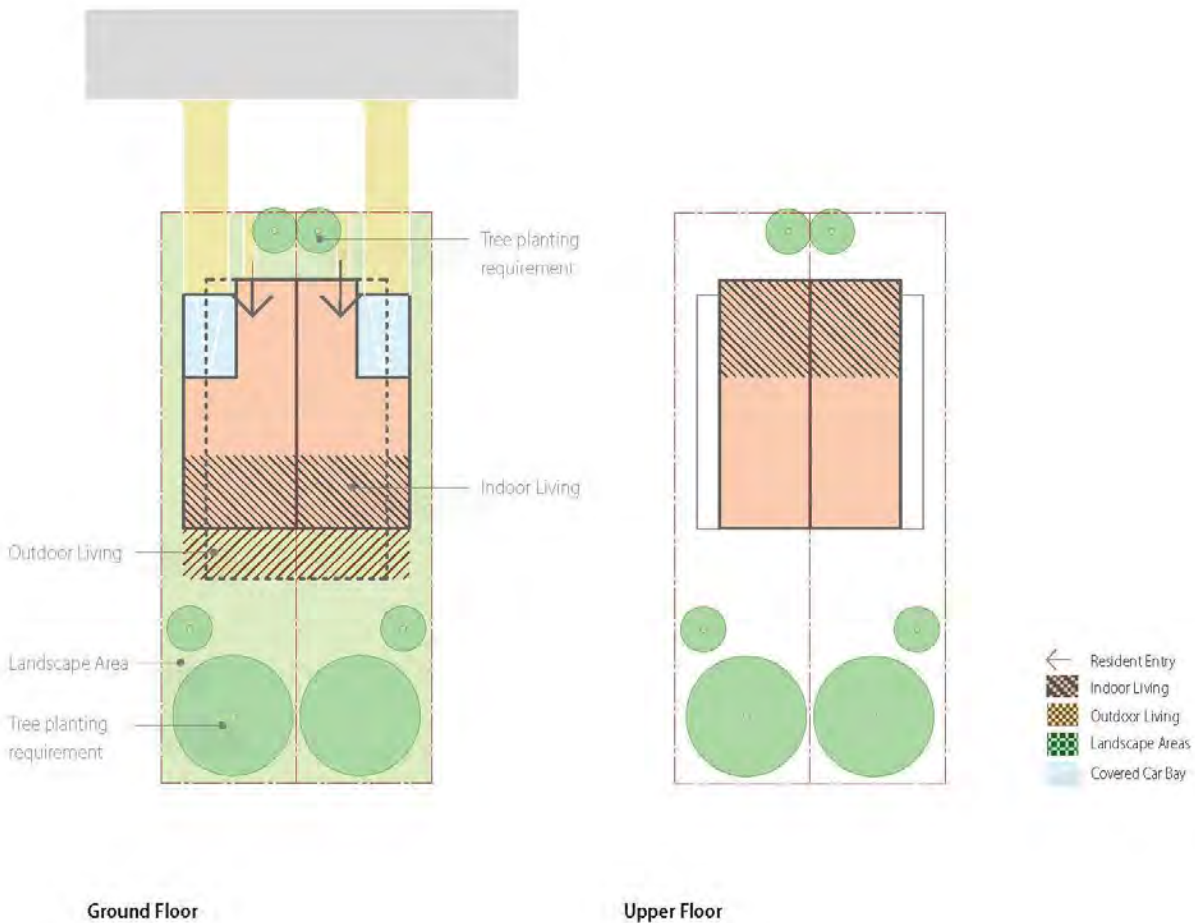 Tree planting
requirement
Indoor Living
Outdoor Living
Landscape Area
Tree planting
requirement
Resident Entry
Indoor Living
Outdoor Living
Landscape Areas
Covered Car Bay
Ground Floor
Upper Floor